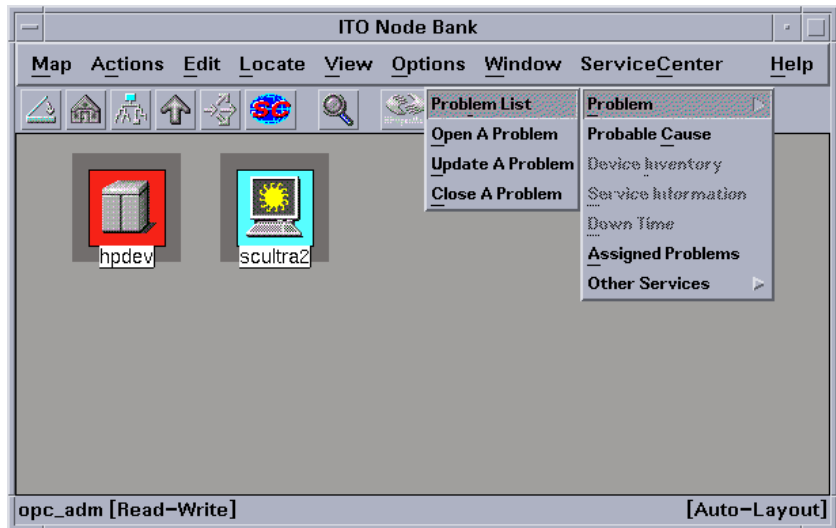 ITO Node Bank
Map Actions Edit Locate View Options Window ServiceCenter Help
SC
Problem List
Open A Problem
Update A Problem
Close A Problem
Problem
Probable Cause
Device Inventory
Service Information
Down Time
Assigned Problems
Other Services
hpdev
scultra2
opc_adm [Read-Write]
[Auto-Layout]